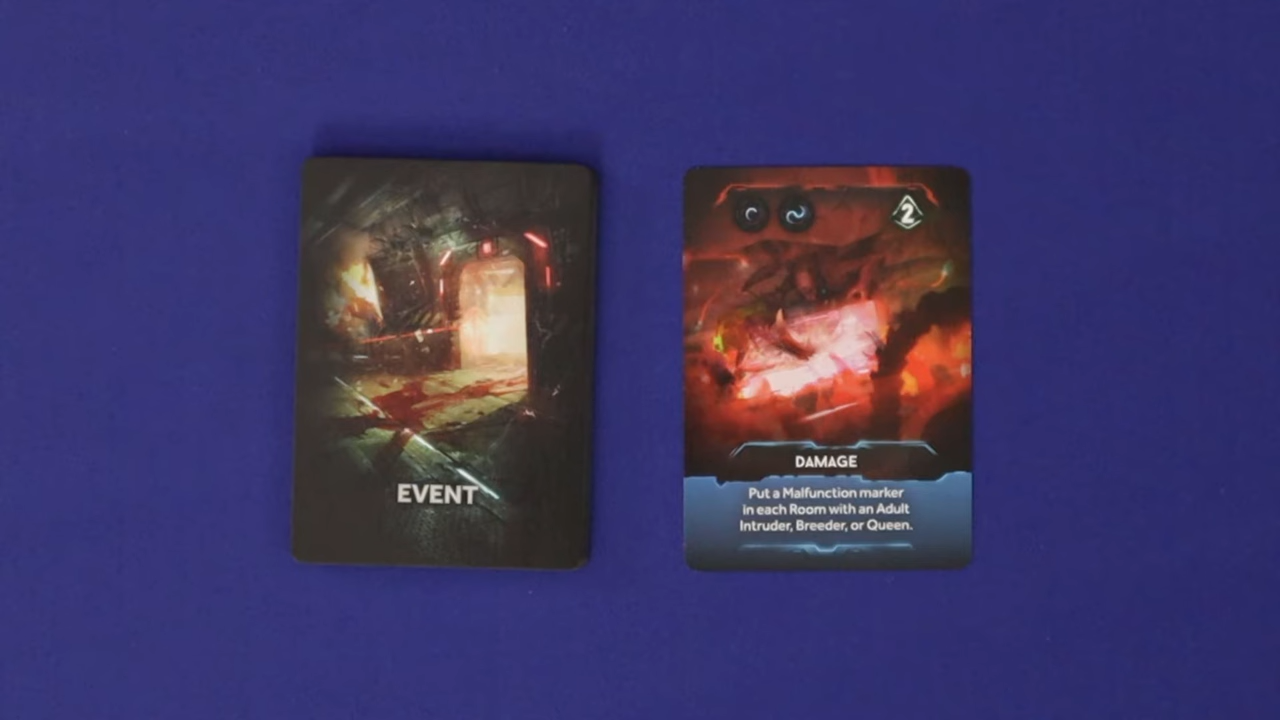 EVENT
2
DAMAGE
Put a Malfunction marker
in each Room with an Adult
Intruder, Breeder, or Queen.